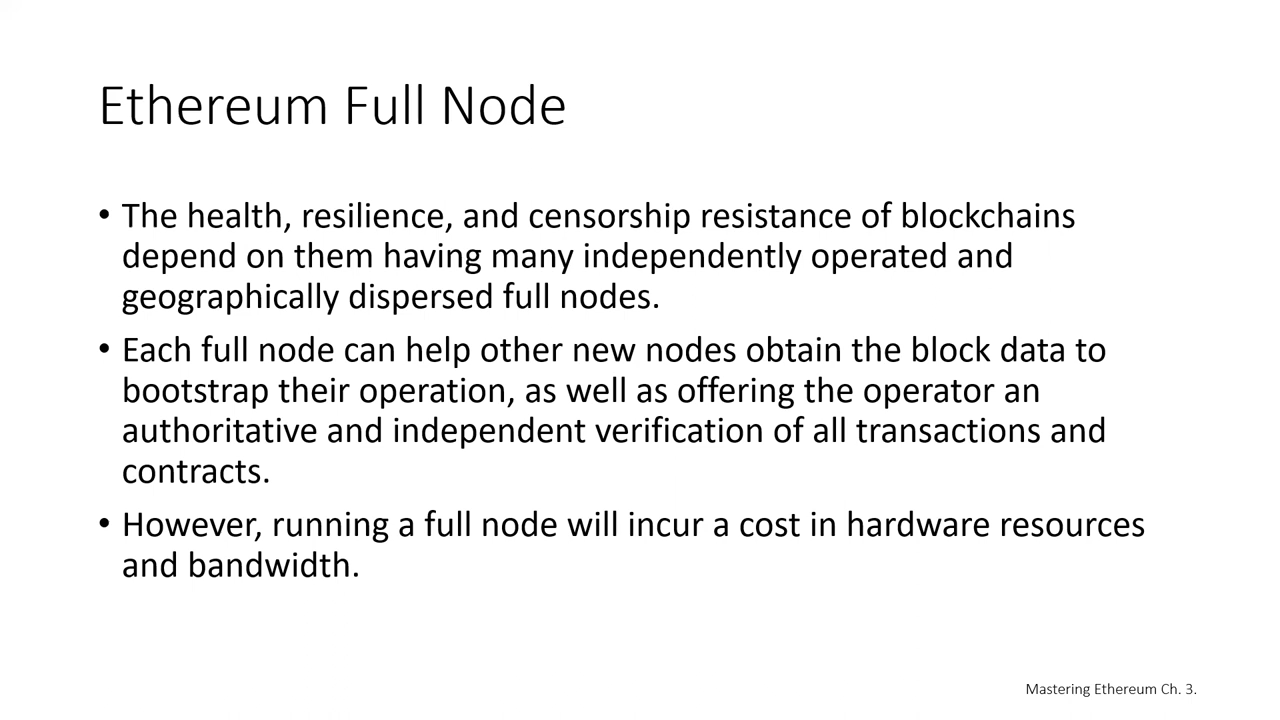 Ethereum Full Node
• The health, resilience, and censorship resistance of blockchains
depend on them having many independently operated and
geographically dispersed full nodes.
• Each full node can help other new nodes obtain the block data to
bootstrap their operation, as well as offering the operator an
authoritative and independent verification of all transactions and
contracts.
• However, running a full node will incur a cost in hardware resources
and bandwidth.
Mastering Ethereum Ch. 3.